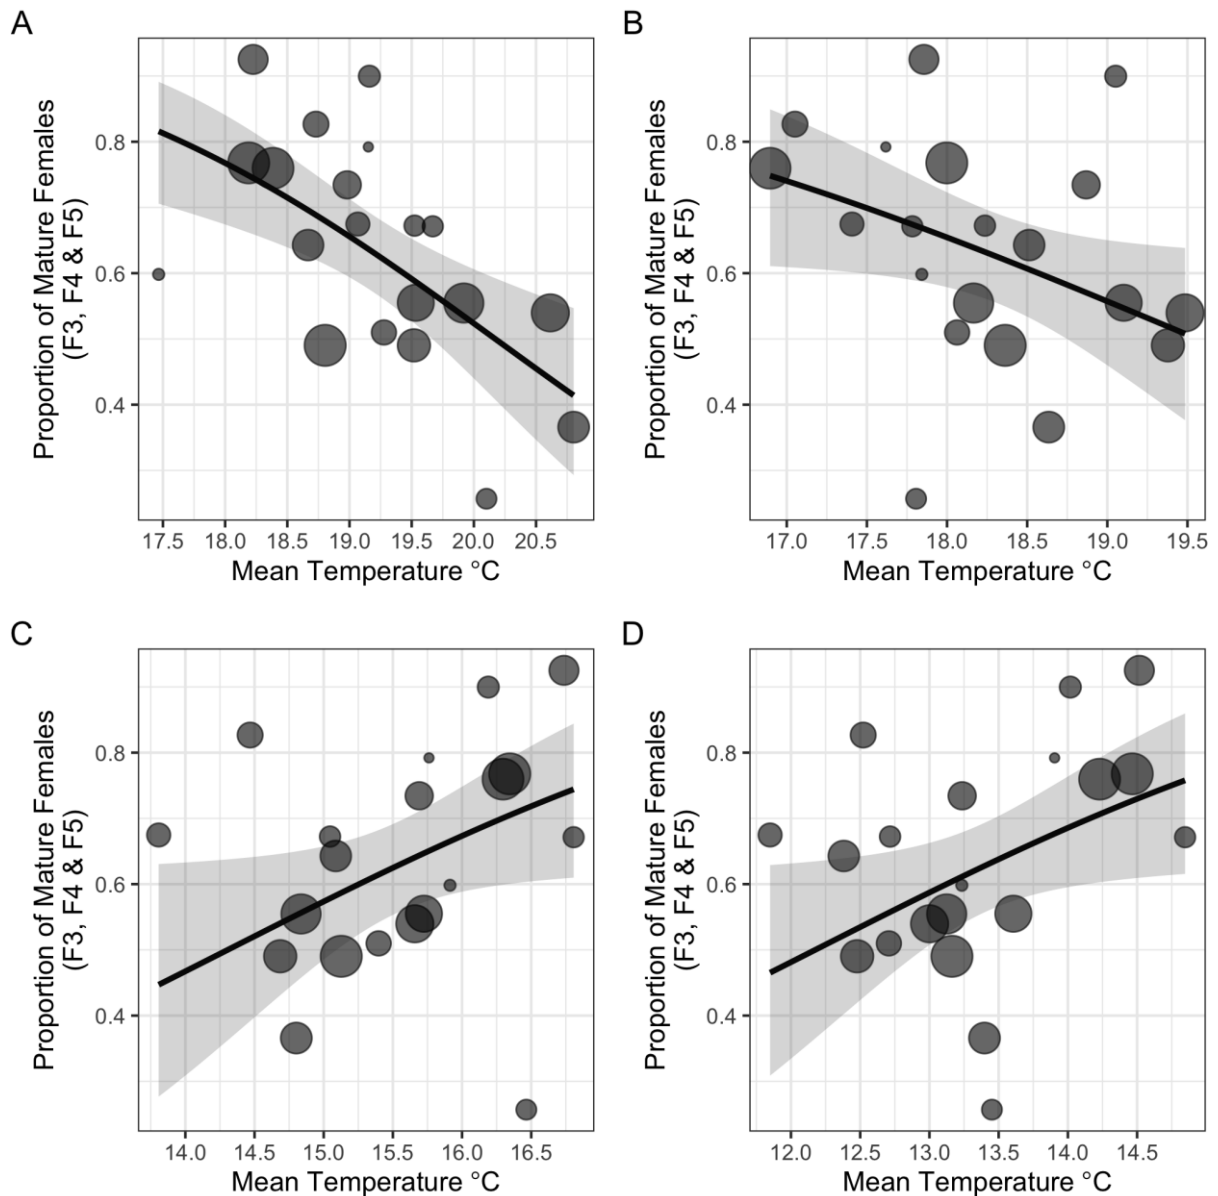 A
Proportion of Mature Females
(F3, F4 & F5)
0.8
0.6
0.4
17.5 18.0 18.5 19.0 19.5 20.0 20.5
Mean Temperature °C
B
Proportion of Mature Females
(F3, F4 & F5)
0.8
0.6
0.4
17.0 17.5 18.0 18.5 19.0 19.5
Mean Temperature °C
C
Proportion of Mature Females
(F3, F4 & F5)
0.8
0.6
0.4
14.0 14.5 15.0 15.5 16.0 16.5
Mean Temperature °C
D
Proportion of Mature Females
(F3, F4 & F5)
0.8
0.6
0.4
12.0 12.5 13.0 13.5 14.0 14.5
Mean Temperature °C